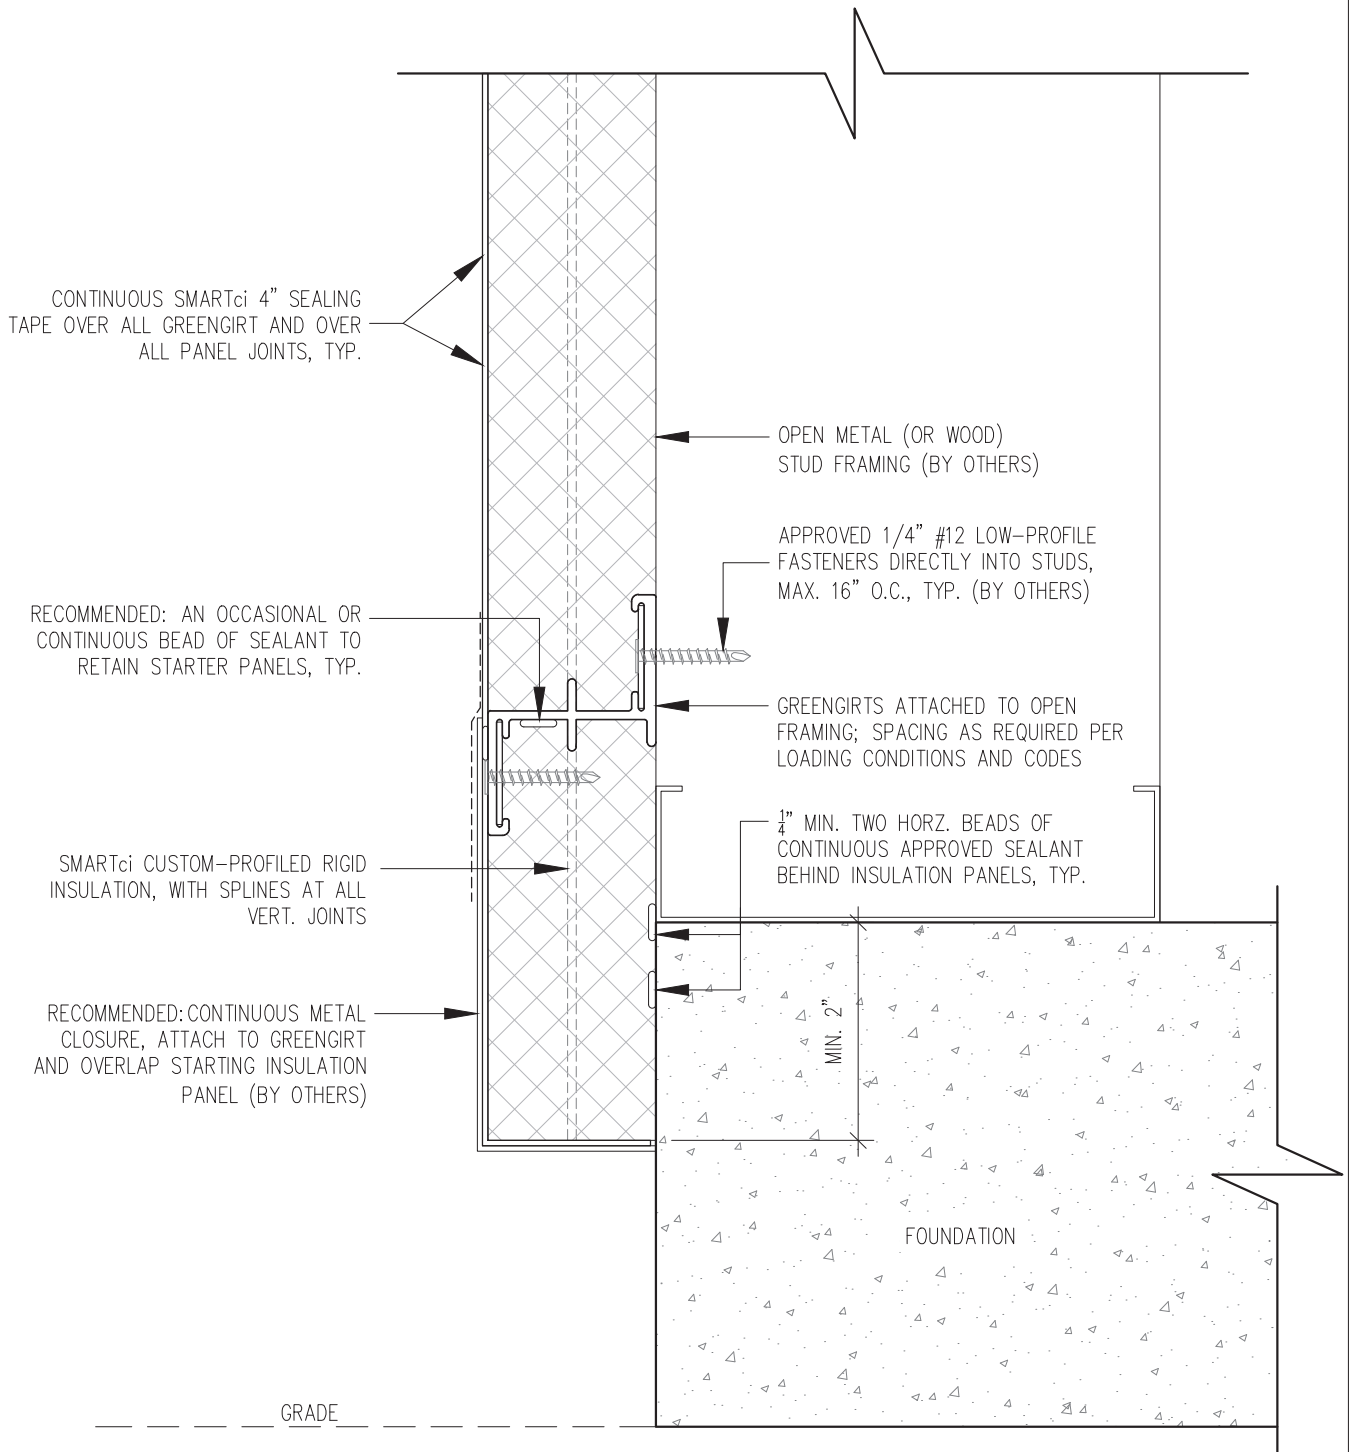 CONTINUOUS SMARTci 4” SEALING
TAPE OVER ALL GREENGIRT AND OVER
ALL PANEL JOINTS, TYP.
OPEN METAL (OR WOOD)
STUD FRAMING (BY OTHERS)
APPROVED 1/4” #12 LOW–PROFILE
FASTENERS DIRECTLY INTO STUDS,
MAX. 16” O.C., TYP. (BY OTHERS)
RECOMMENDED: AN OCCASIONAL OR
CONTINUOUS BEAD OF SEALANT TO
RETAIN STARTER PANELS, TYP.
GREENGIRTS ATTACHED TO OPEN
FRAMING; SPACING AS REQUIRED PER
LOADING CONDITIONS AND CODES
¼” MIN. TWO HORZ. BEADS OF
CONTINUOUS APPROVED SEALANT
BEHIND INSULATION PANELS, TYP.
SMARTci CUSTOM–PROFILED RIGID
INSULATION, WITH SPLINES AT ALL
VERT. JOINTS
RECOMMENDED: CONTINUOUS METAL
CLOSURE, ATTACH TO GREENGIRT
AND OVERLAP STARTING INSULATION
PANEL (BY OTHERS)
MIN. 2”
FOUNDATION
GRADE